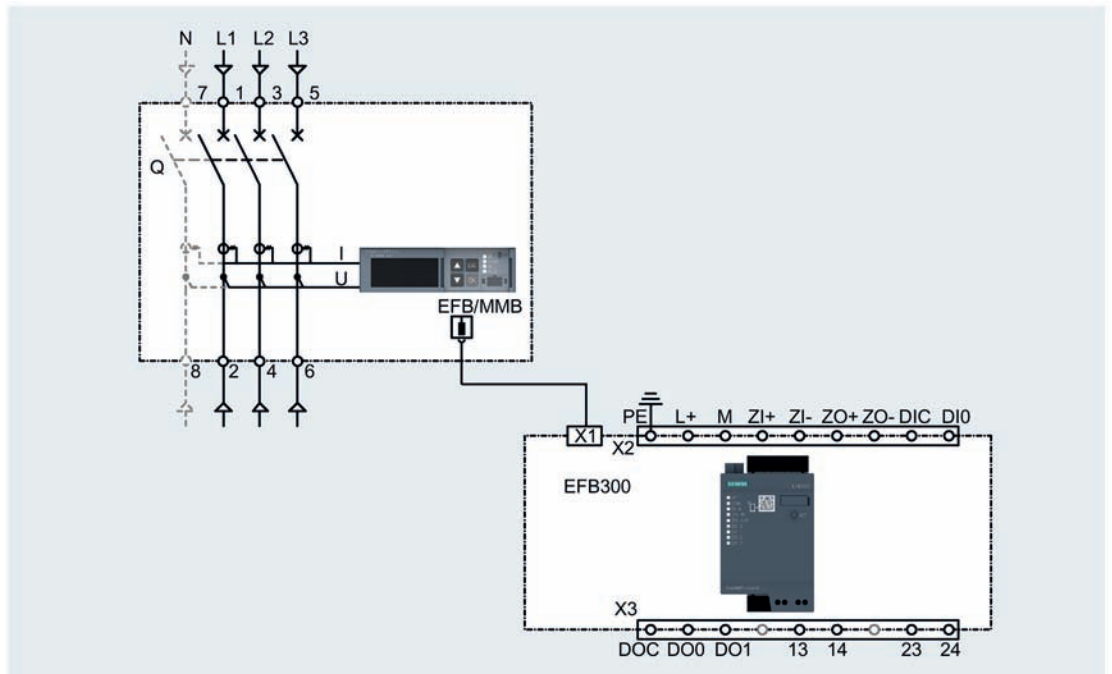 N L1 L2 L3
7 1 3 5
Q
I
U
EFB/MMB
8 2 4 6
PE L+ M ZI+ ZI- ZO+ ZO- DIC DI0
X1
X2
EFB300
SIEMENS
X3
DOC DO0 DO1 13 14 23 24